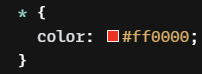 * {
color: #ff0000;
}